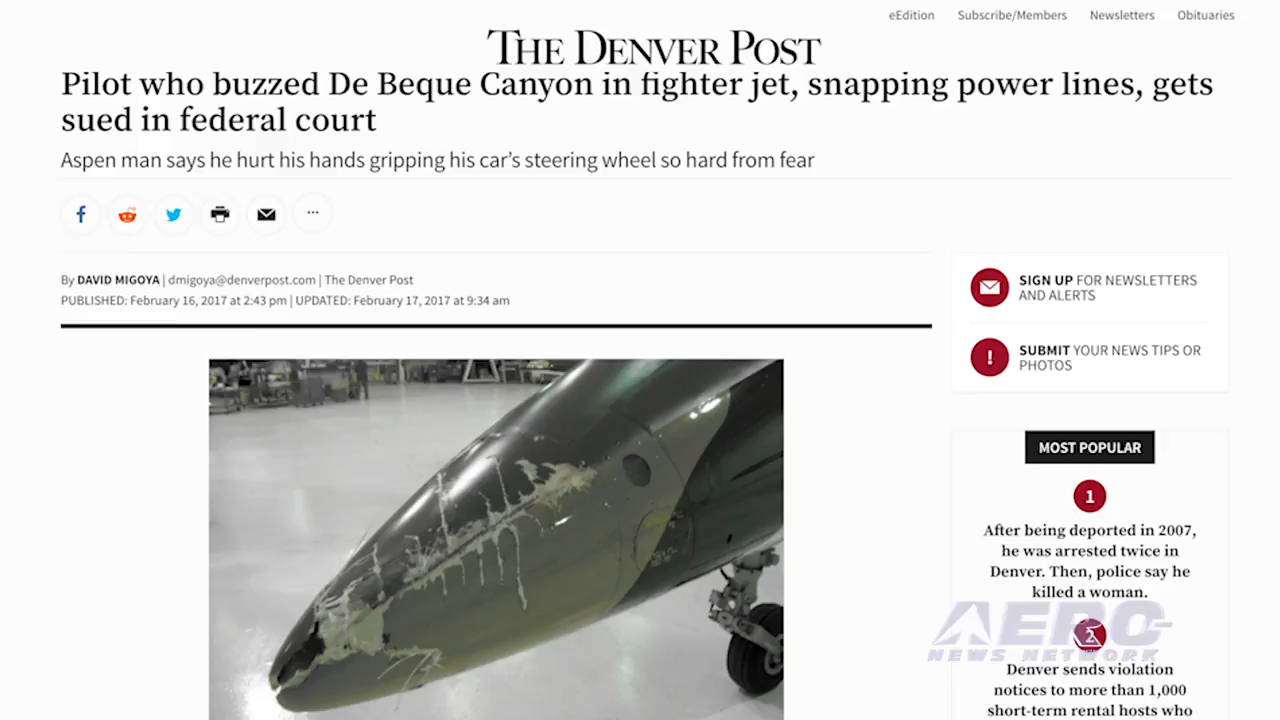 eEdition Subscribe/Members Newsletters Obituaries
THE DENVER POST
Pilot who buzzed De Beque Canyon in fighter jet, snapping power lines, gets
sued in federal court
Aspen man says he hurt his hands gripping his car’s steering wheel so hard from fear
f
...
By DAVID MIGOYA | dmigoya@denverpost.com | The Denver Post
PUBLISHED: February 16, 2017 at 2:43 pm | UPDATED: February 17, 2017 at 9:34 am
SIGN UP FOR NEWSLETTERS
AND ALERTS
!
SUBMIT YOUR NEWS TIPS OR
PHOTOS
MOST POPULAR
1
After being deported in 2007,
he was arrested twice in
Denver. Then, police say he
killed a woman.
AERO
NEWS NETWORK
2
Denver sends violation
notices to more than 1,000
short-term rental hosts who